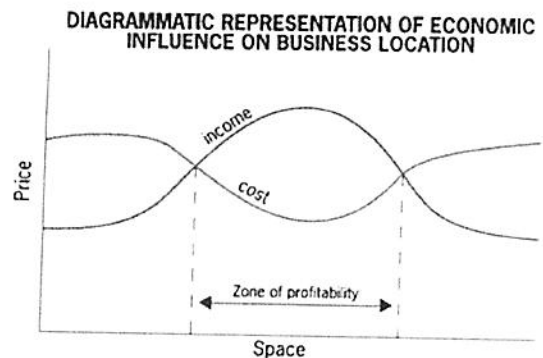 DIAGRAMMATIC REPRESENTATION OF ECONOMIC
INFLUENCE ON BUSINESS LOCATION
income
Price
cost
Zone of profitability
Space